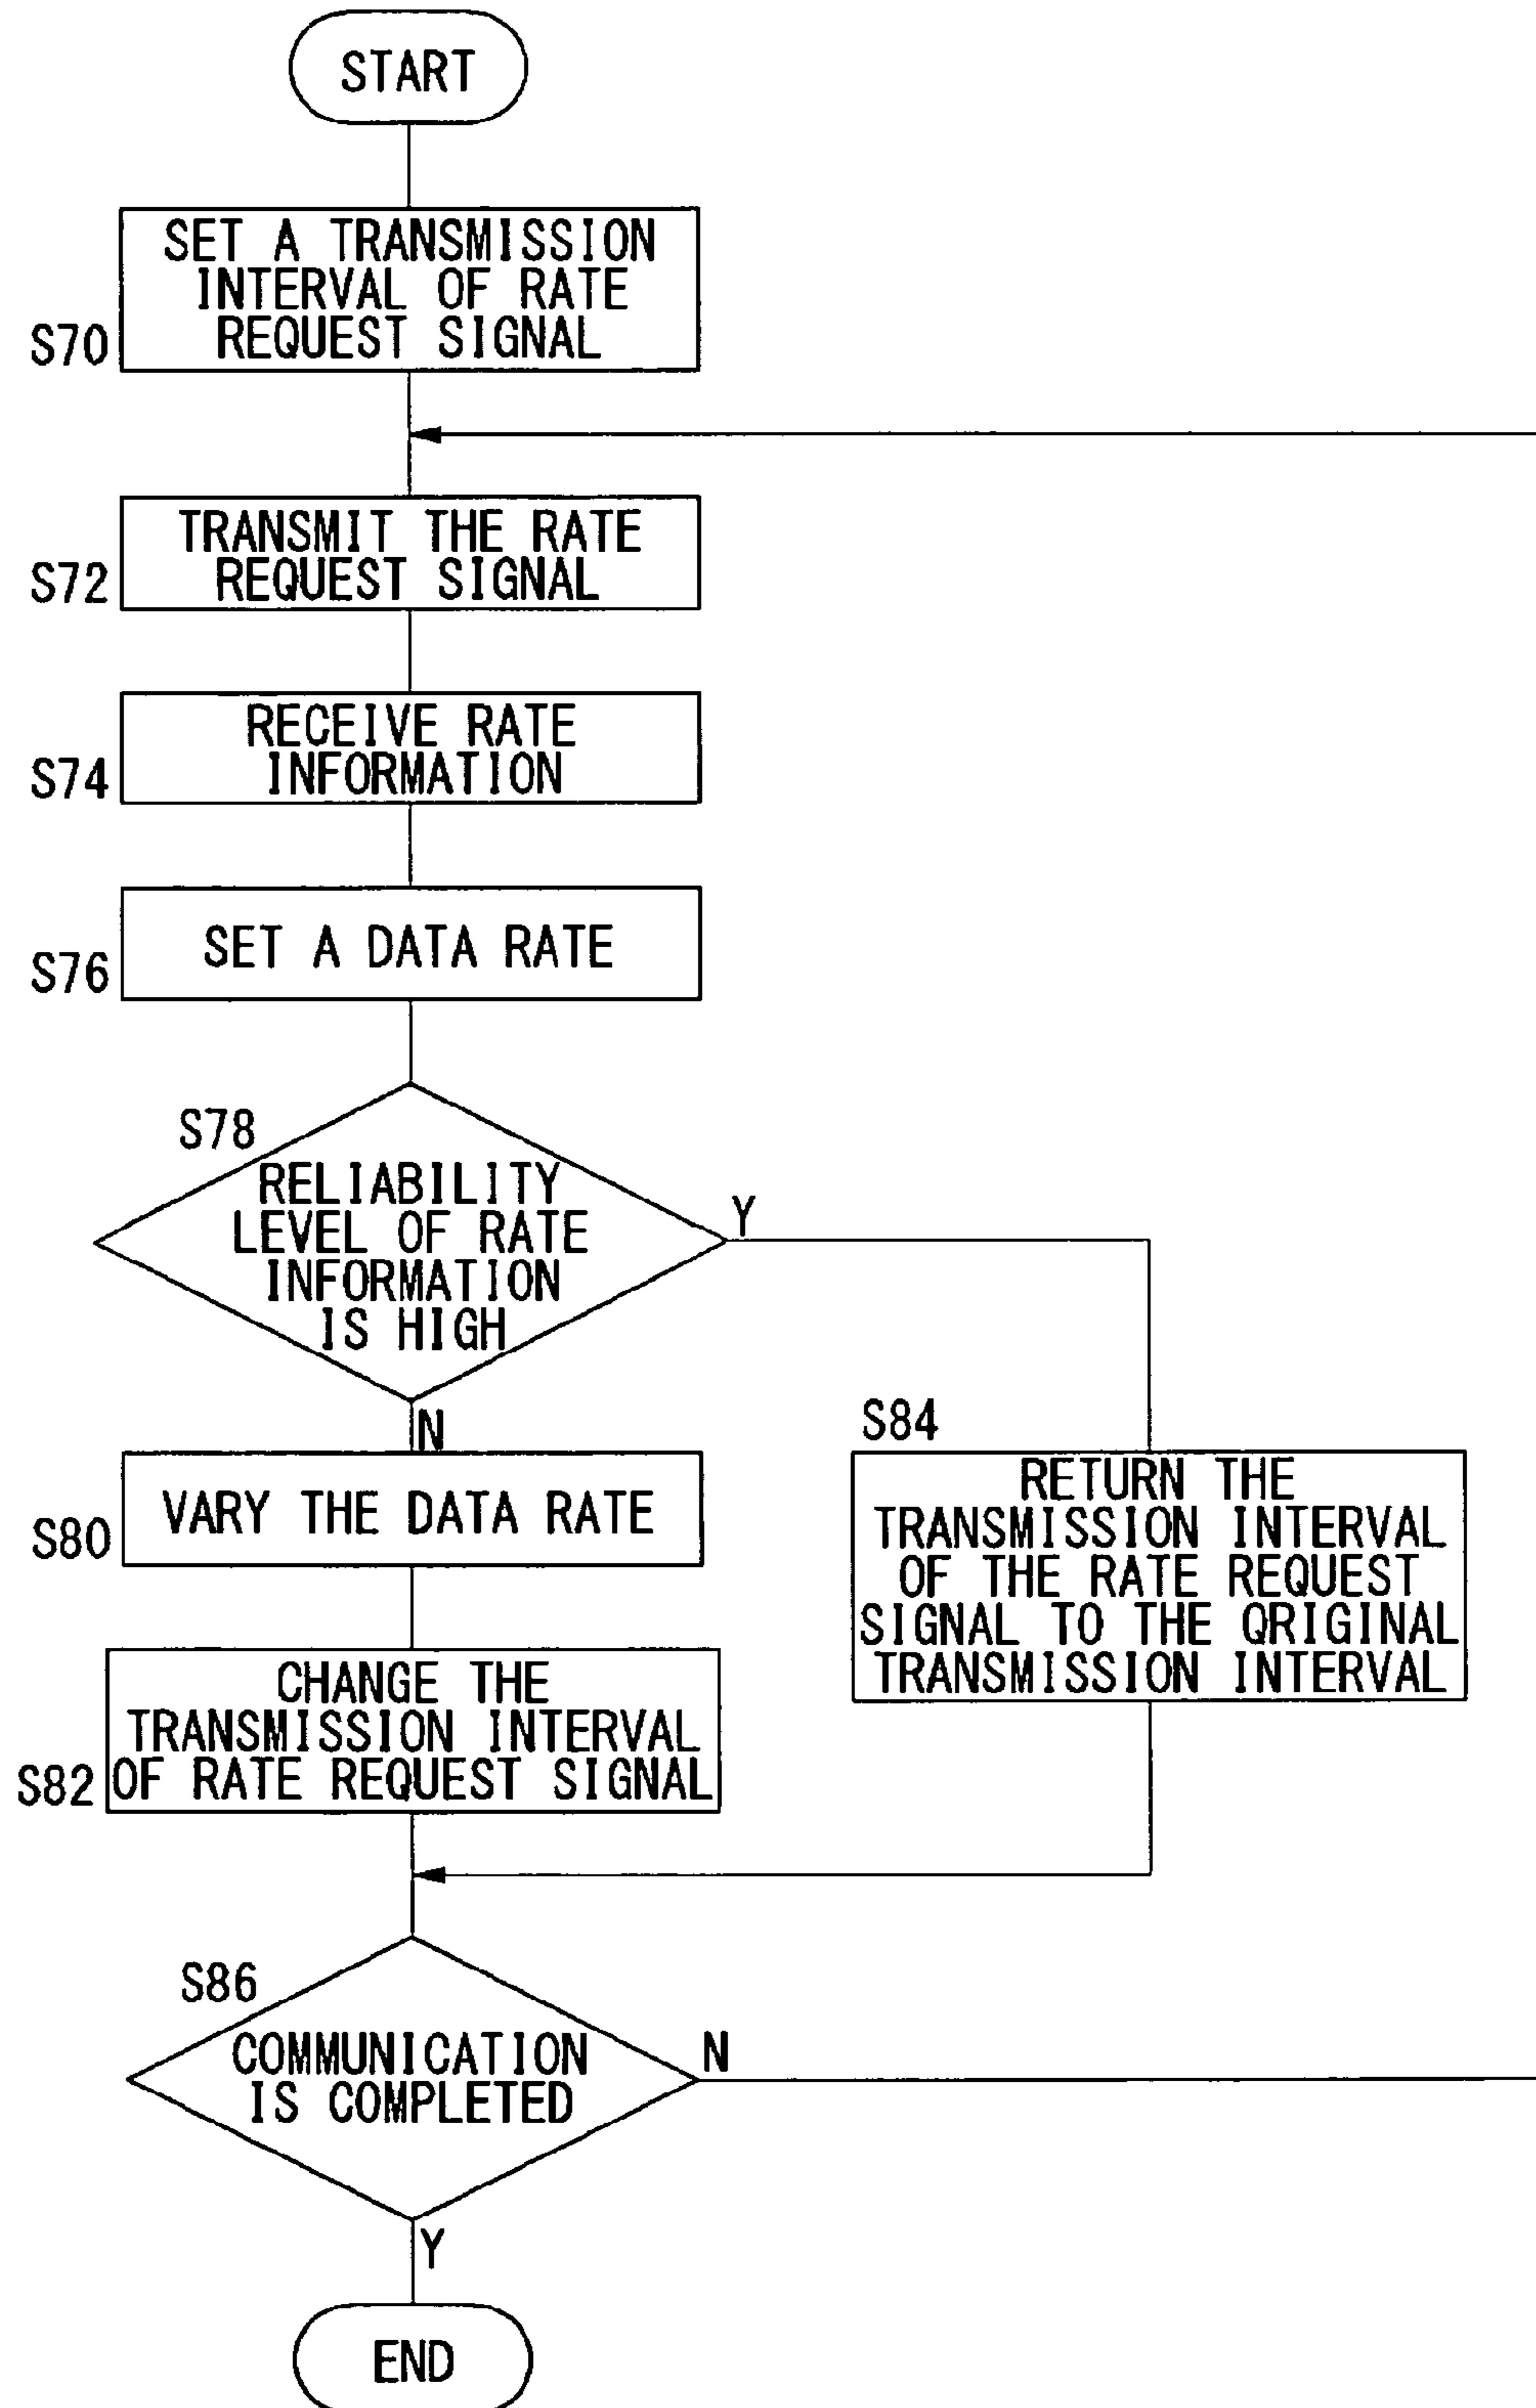 START
SET A TRANSMISSION
INTERVAL OF RATE
REQUEST SIGNAL
S70
TRANSMIT THE RATE
REQUEST SIGNAL
S72
RECEIVE RATE
INFORMATION
S74
SET A DATA RATE
S76
S78
RELIABILITY
LEVEL OF RATE
INFORMATION
IS HIGH
Y
N
VARY THE DATA RATE
S80
CHANGE THE
TRANSMISSION INTERVAL
OF RATE REQUEST SIGNAL
S82
S84
RETURN THE
TRANSMISSION INTERVAL
OF THE RATE REQUEST
SIGNAL TO THE QRIGINAL
TRANSMISSION INTERVAL
S86
COMMUNICATION
IS COMPLETED
N
Y
END